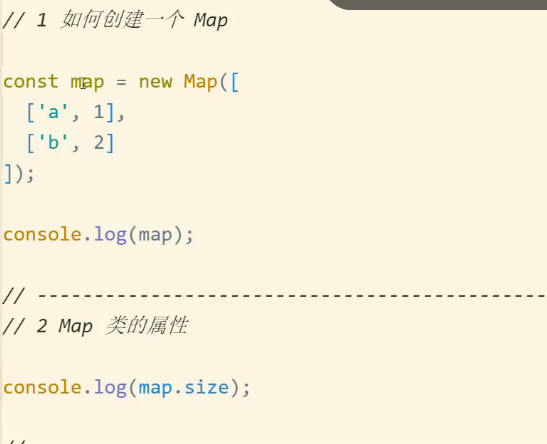 // 1 如何创建一个 Map
const map = new Map([
['a', 1],
['b', 2]
]);
console.log(map);
// ---------------------------------------------
// 2 Map 类的属性
console.log(map.size);
//